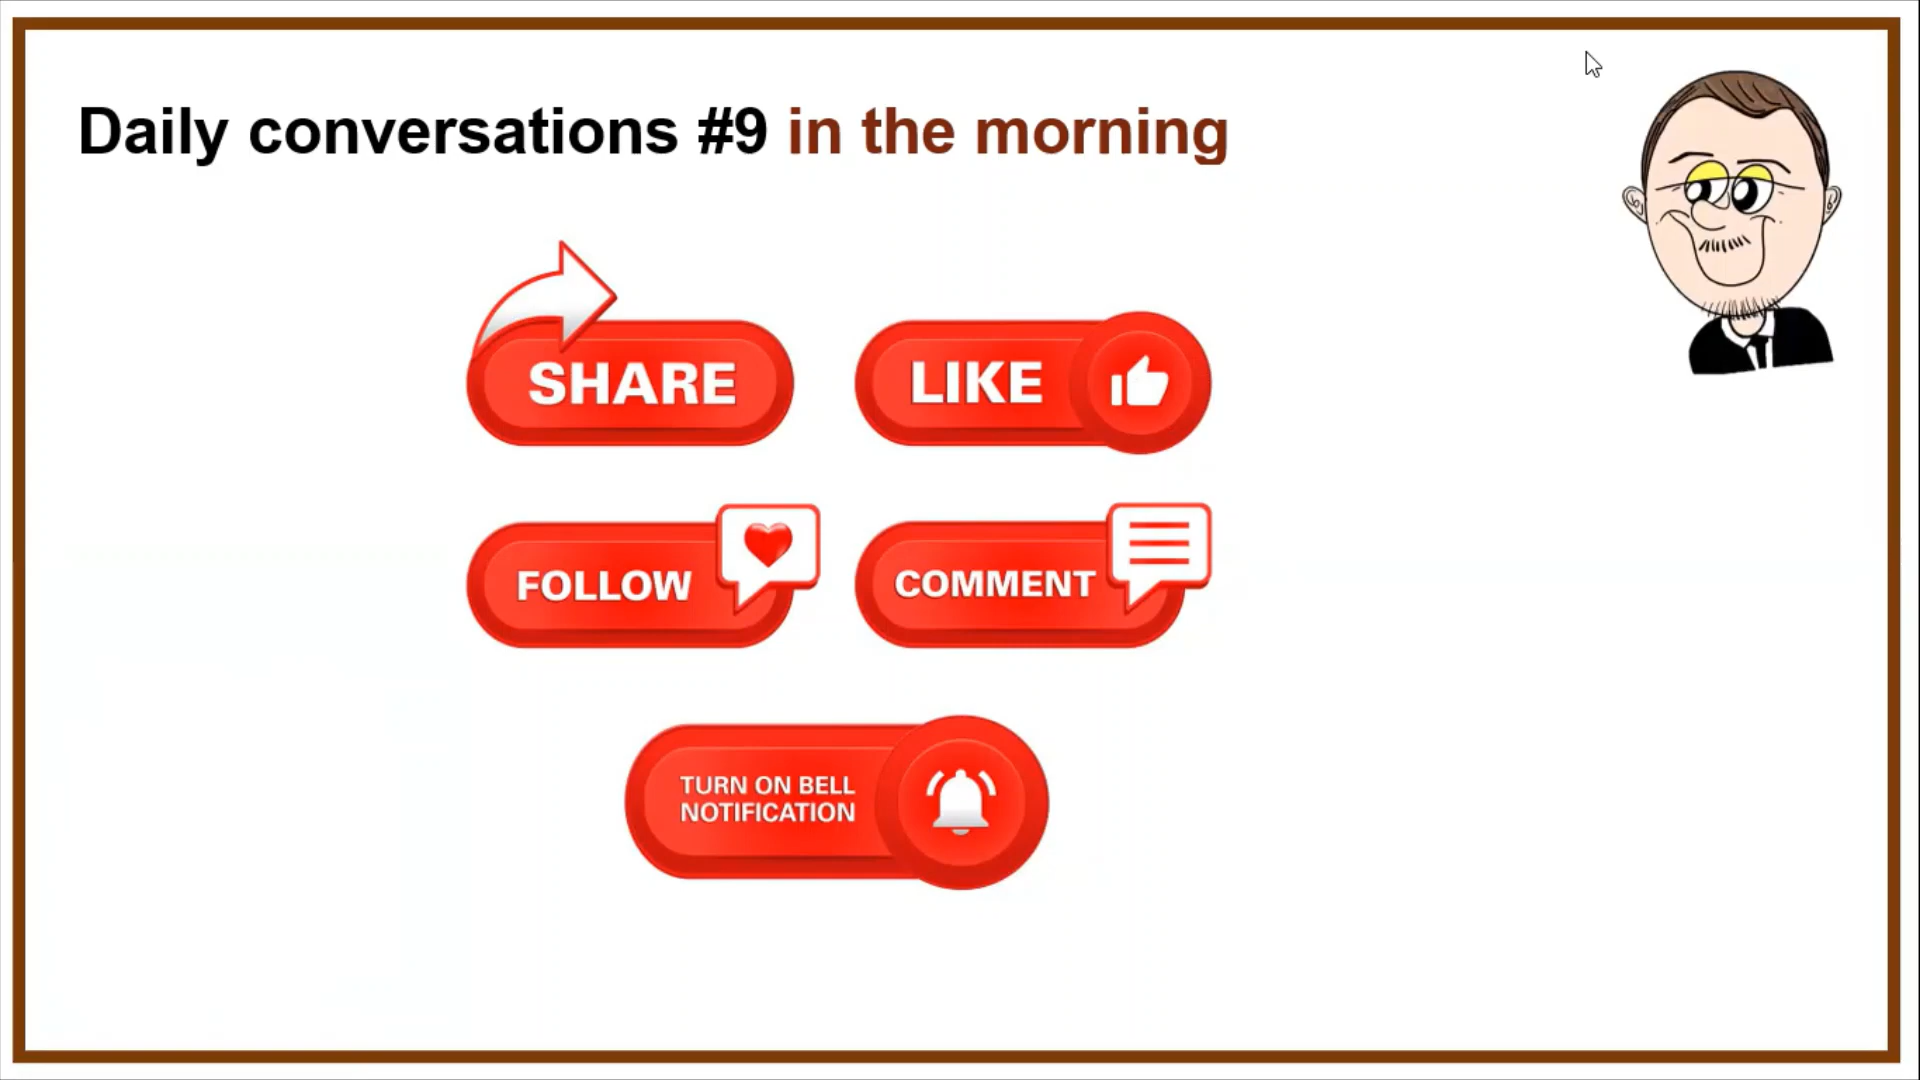 Daily conversations #9 in the morning
SHARE
LIKE
FOLLOW
COMMENT
TURN ON BELL
NOTIFICATION